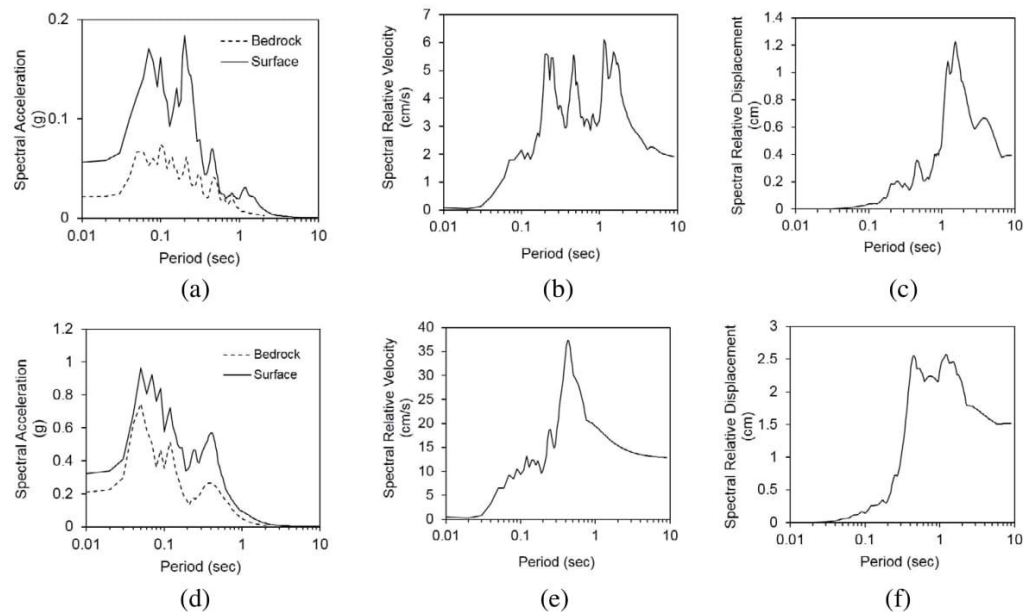 Spectral Acceleration
(g)
0.2
0.1
0
Bedrock
Surface
0.01
0.1
1
10
Period (sec)
(a)
Spectral Relative Velocity
(cm/s)
7
6
5
4
3
2
1
0
0.01
0.1
1
10
Period (sec)
(b)
Spectral Relative Displacement
(cm)
1.4
1.2
1
0.8
0.6
0.4
0.2
0
0.01
0.1
1
10
Period (sec)
(c)
Spectral Acceleration
(g)
1.2
1
0.8
0.6
0.4
0.2
0
Bedrock
Surface
0.01
0.1
1
10
Period (sec)
(d)
Spectral Relative Velocity
(cm/s)
40
35
30
25
20
15
10
5
0
0.01
0.1
1
10
Period (sec)
(e)
Spectral Relative Displacement
(cm)
3
2.5
2
1.5
1
0.5
0
0.01
0.1
1
10
Period (sec)
(f)